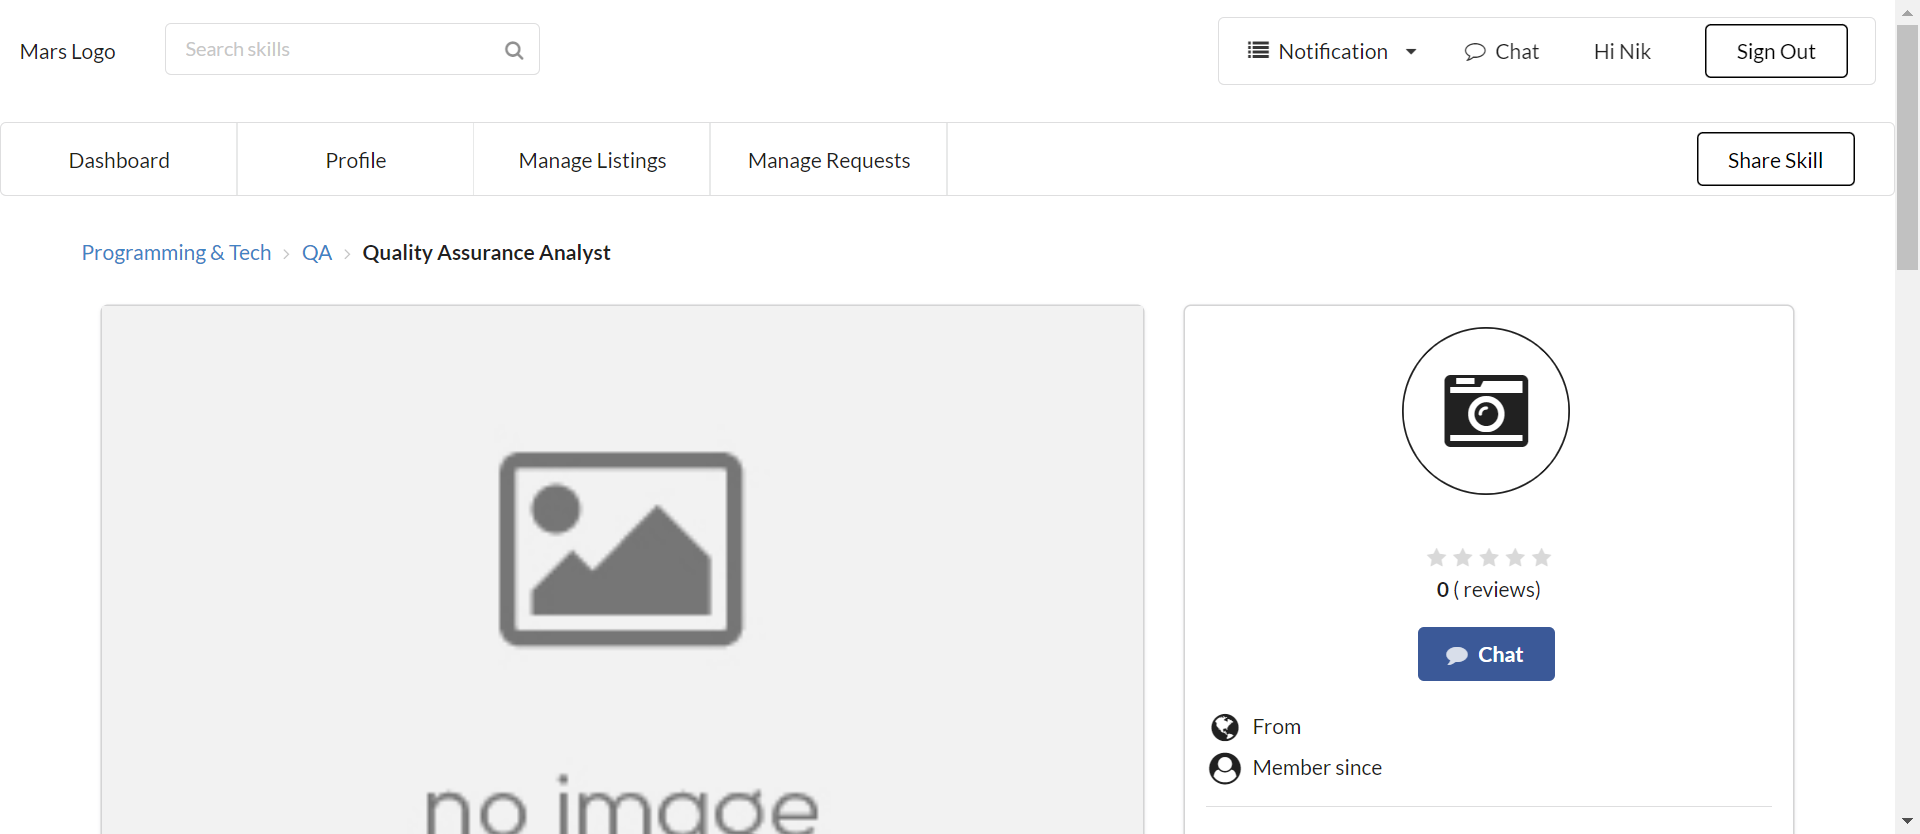 Mars Logo
Search skills
Notification
Chat
Hi Nik
Sign Out
Dashboard
Profile
Manage Listings
Manage Requests
Share Skill
Programming & Tech
QA
Quality Assurance Analyst
no image
0 ( reviews)
Chat
From
Member since